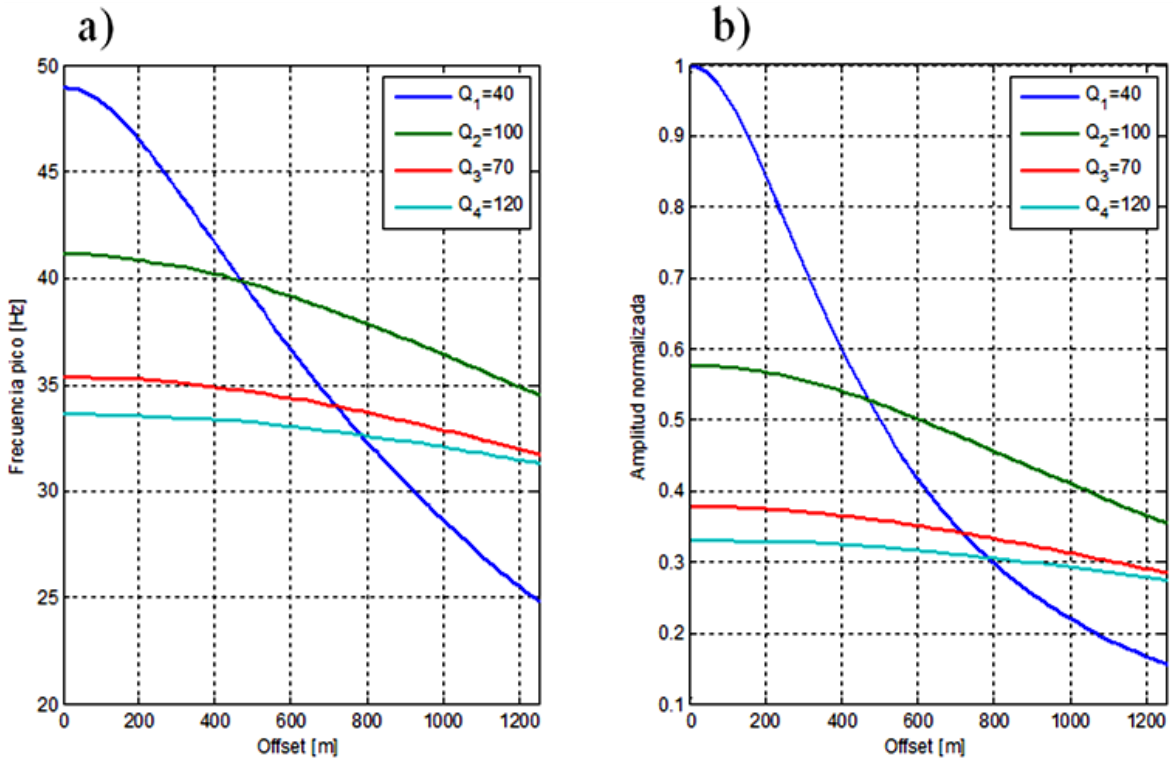 a)
50
45
40
35
30
25
20
Frecuencia pico [Hz]
0 200 400 600 800 1000 1200
Offset [m]
Q1=40
Q2=100
Q3=70
Q4=120
b)
1
0.9
0.8
0.7
0.6
0.5
0.4
0.3
0.2
0.1
Amplitud normalizada
0 200 400 600 800 1000 1200
Offset [m]
Q1=40
Q2=100
Q3=70
Q4=120